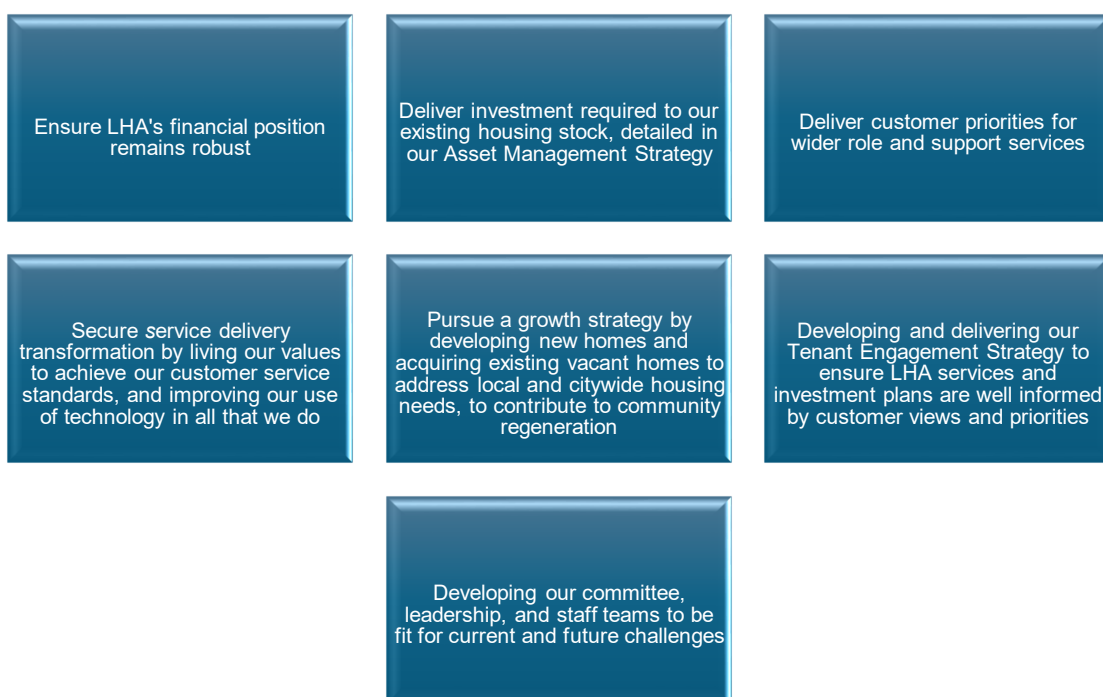 Ensure LHA's financial position
remains robust
Deliver investment required to our
existing housing stock, detailed in
our Asset Management Strategy
Deliver customer priorities for
wider role and support services
Secure service delivery
transformation by living our values
to achieve our customer service
standards, and improving our use
of technology in all that we do
Pursue a growth strategy by
developing new homes and
acquiring existing vacant homes to
address local and citywide housing
needs, to contribute to community
regeneration
Developing and delivering our
Tenant Engagement Strategy to
ensure LHA services and
investment plans are well informed
by customer views and priorities
Developing our committee,
leadership, and staff teams to be
fit for current and future challenges